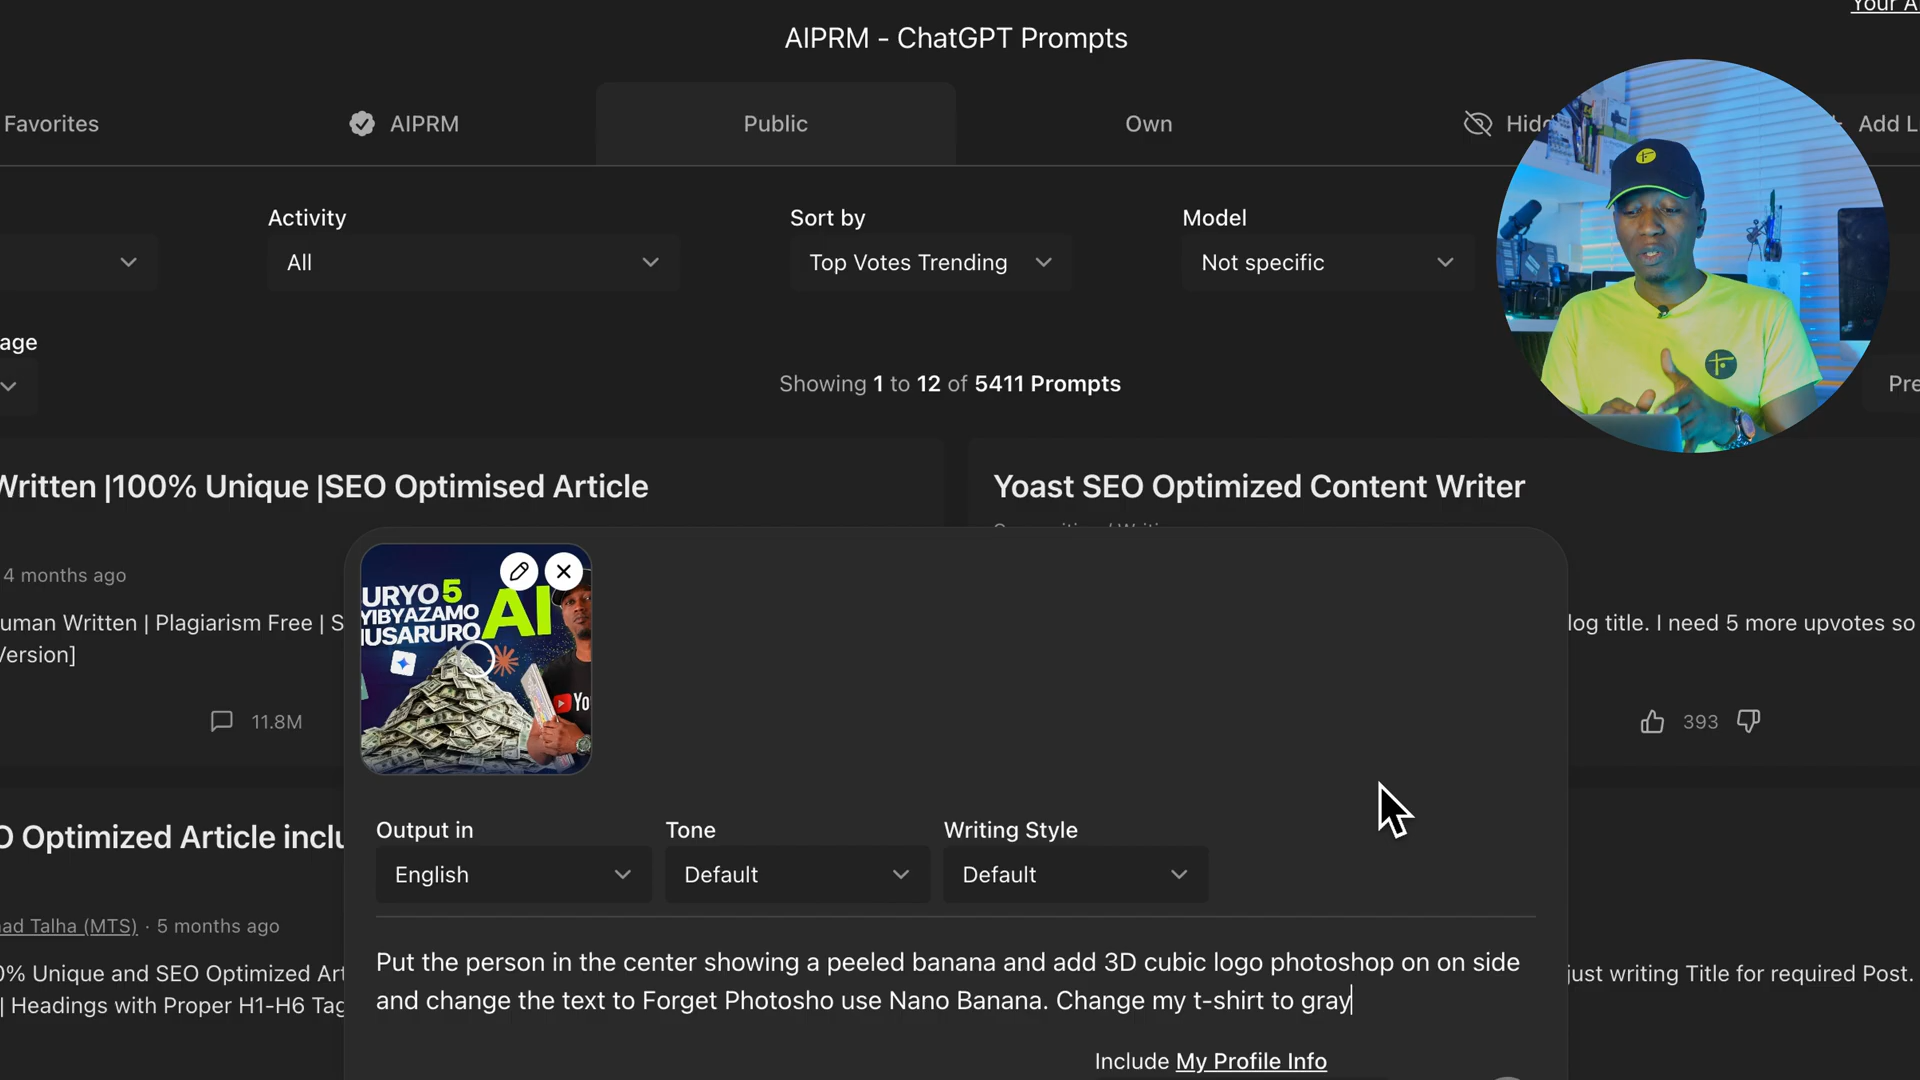 AIPRM - ChatGPT Prompts
Favorites
AIPRM
Public
Own
Add L
Activity
Sort by
Model
All
Top Votes Trending
Not specific
age
Showing 1 to 12 of 5411 Prompts
Pre
Written |100% Unique |SEO Optimised Article
Yoast SEO Optimized Content Writer
4 months ago
uman Written | Plagiarism Free | S
Version]
log title. I need 5 more upvotes so
11.8M
393
URYO 5
YIBYAZAMO
USARURO
AI
Yo
O Optimized Article inclu
Output in
Tone
Writing Style
English
Default
Default
ad Talha (MTS) · 5 months ago
0% Unique and SEO Optimized Art
| Headings with Proper H1-H6 Tag
just writing Title for required Post.
Put the person in the center showing a peeled banana and add 3D cubic logo photoshop on on side
and change the text to Forget Photosho use Nano Banana. Change my t-shirt to gray
Include My Profile Info